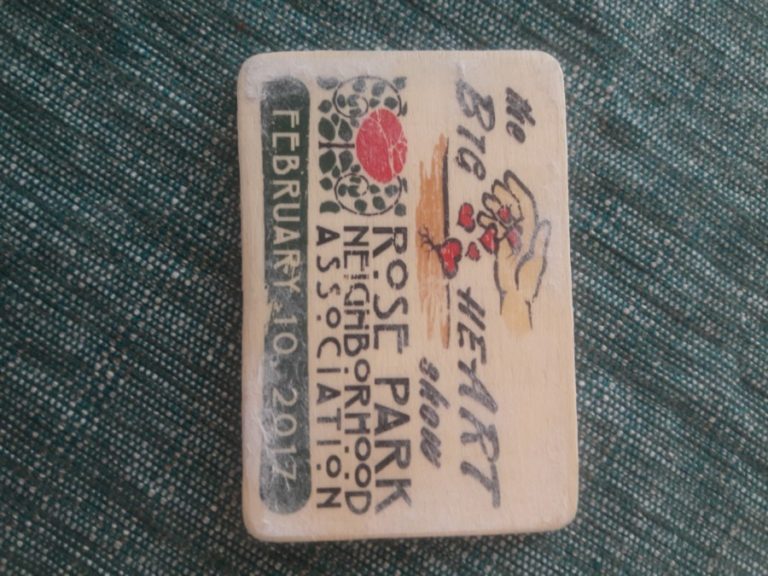 the
BIG HEART
show
ROSE PARK
NEIGHBORHOOD
ASSOCIATION
FEBRUARY 10, 2017